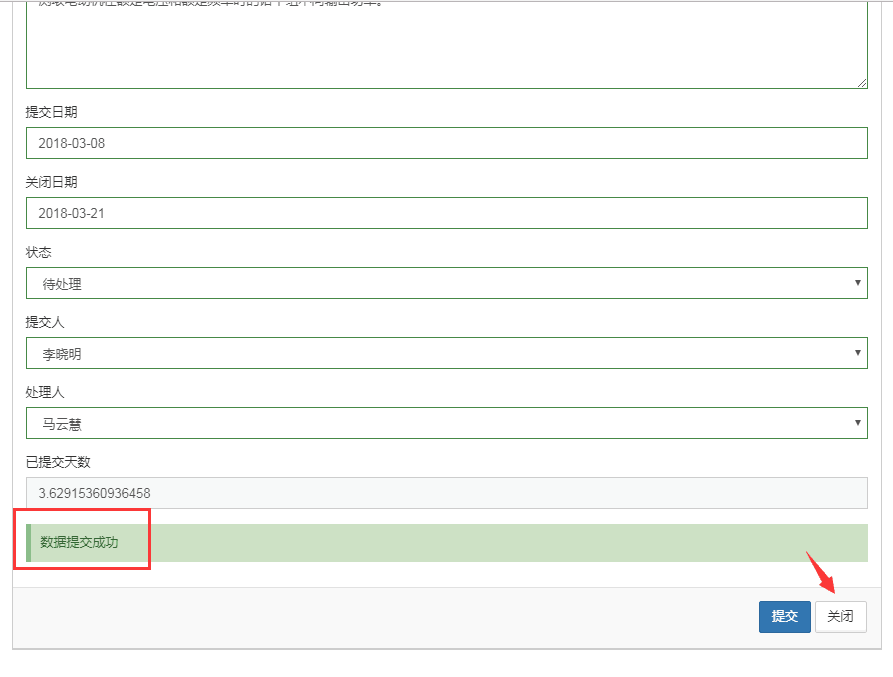 提交日期
2018-03-08
关闭日期
2018-03-21
状态
待处理
提交人
李晓明
处理人
马云慧
已提交天数
3.62915360936458
数据提交成功
提交 关闭